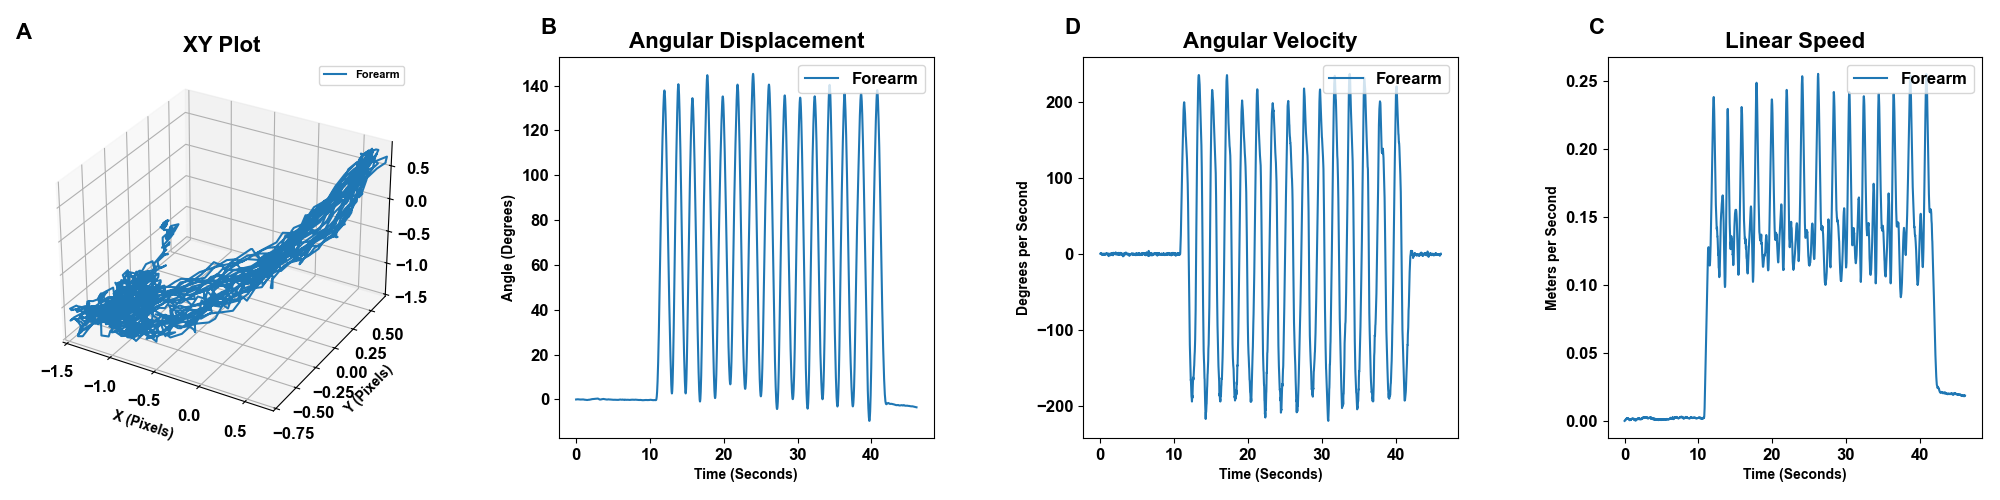 A
XY Plot
Forearm
0.5
0.0
−0.5
−1.0
−1.5
0.50
0.25
0.00
−0.25
−0.50
−0.75
Y (Pixels)
−1.5
−1.0
−0.5
0.0
0.5
X (Pixels)
B
Angular Displacement
Forearm
140
120
100
80
60
40
20
0
Angle (Degrees)
0 10 20 30 40
Time (Seconds)
D
Angular Velocity
Forearm
200
100
0
−100
−200
Degrees per Second
0 10 20 30 40
Time (Seconds)
C
Linear Speed
Forearm
0.25
0.20
0.15
0.10
0.05
0.00
Meters per Second
0 10 20 30 40
Time (Seconds)